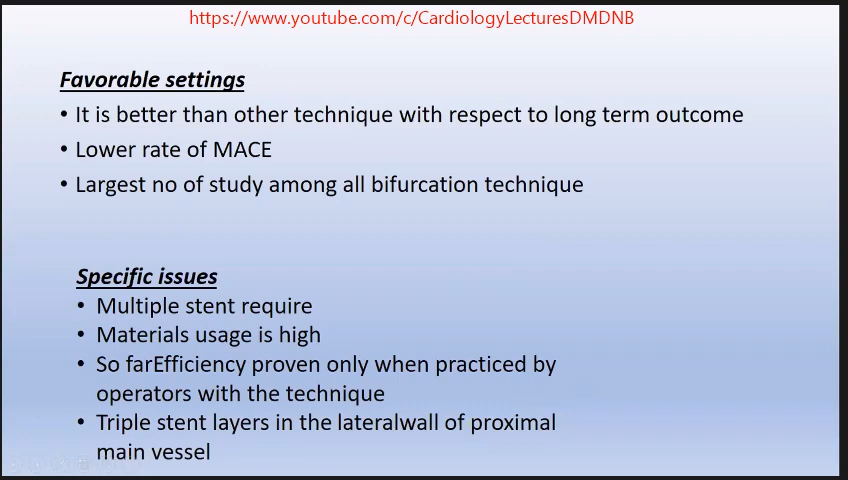 https://www.youtube.com/c/CardiologyLecturesDMDNB
Favorable settings
• It is better than other technique with respect to long term outcome
• Lower rate of MACE
• Largest no of study among all bifurcation technique
Specific issues
• Multiple stent require
• Materials usage is high
• So farEfficiency proven only when practiced by
operators with the technique
• Triple stent layers in the lateralwall of proximal
main vessel